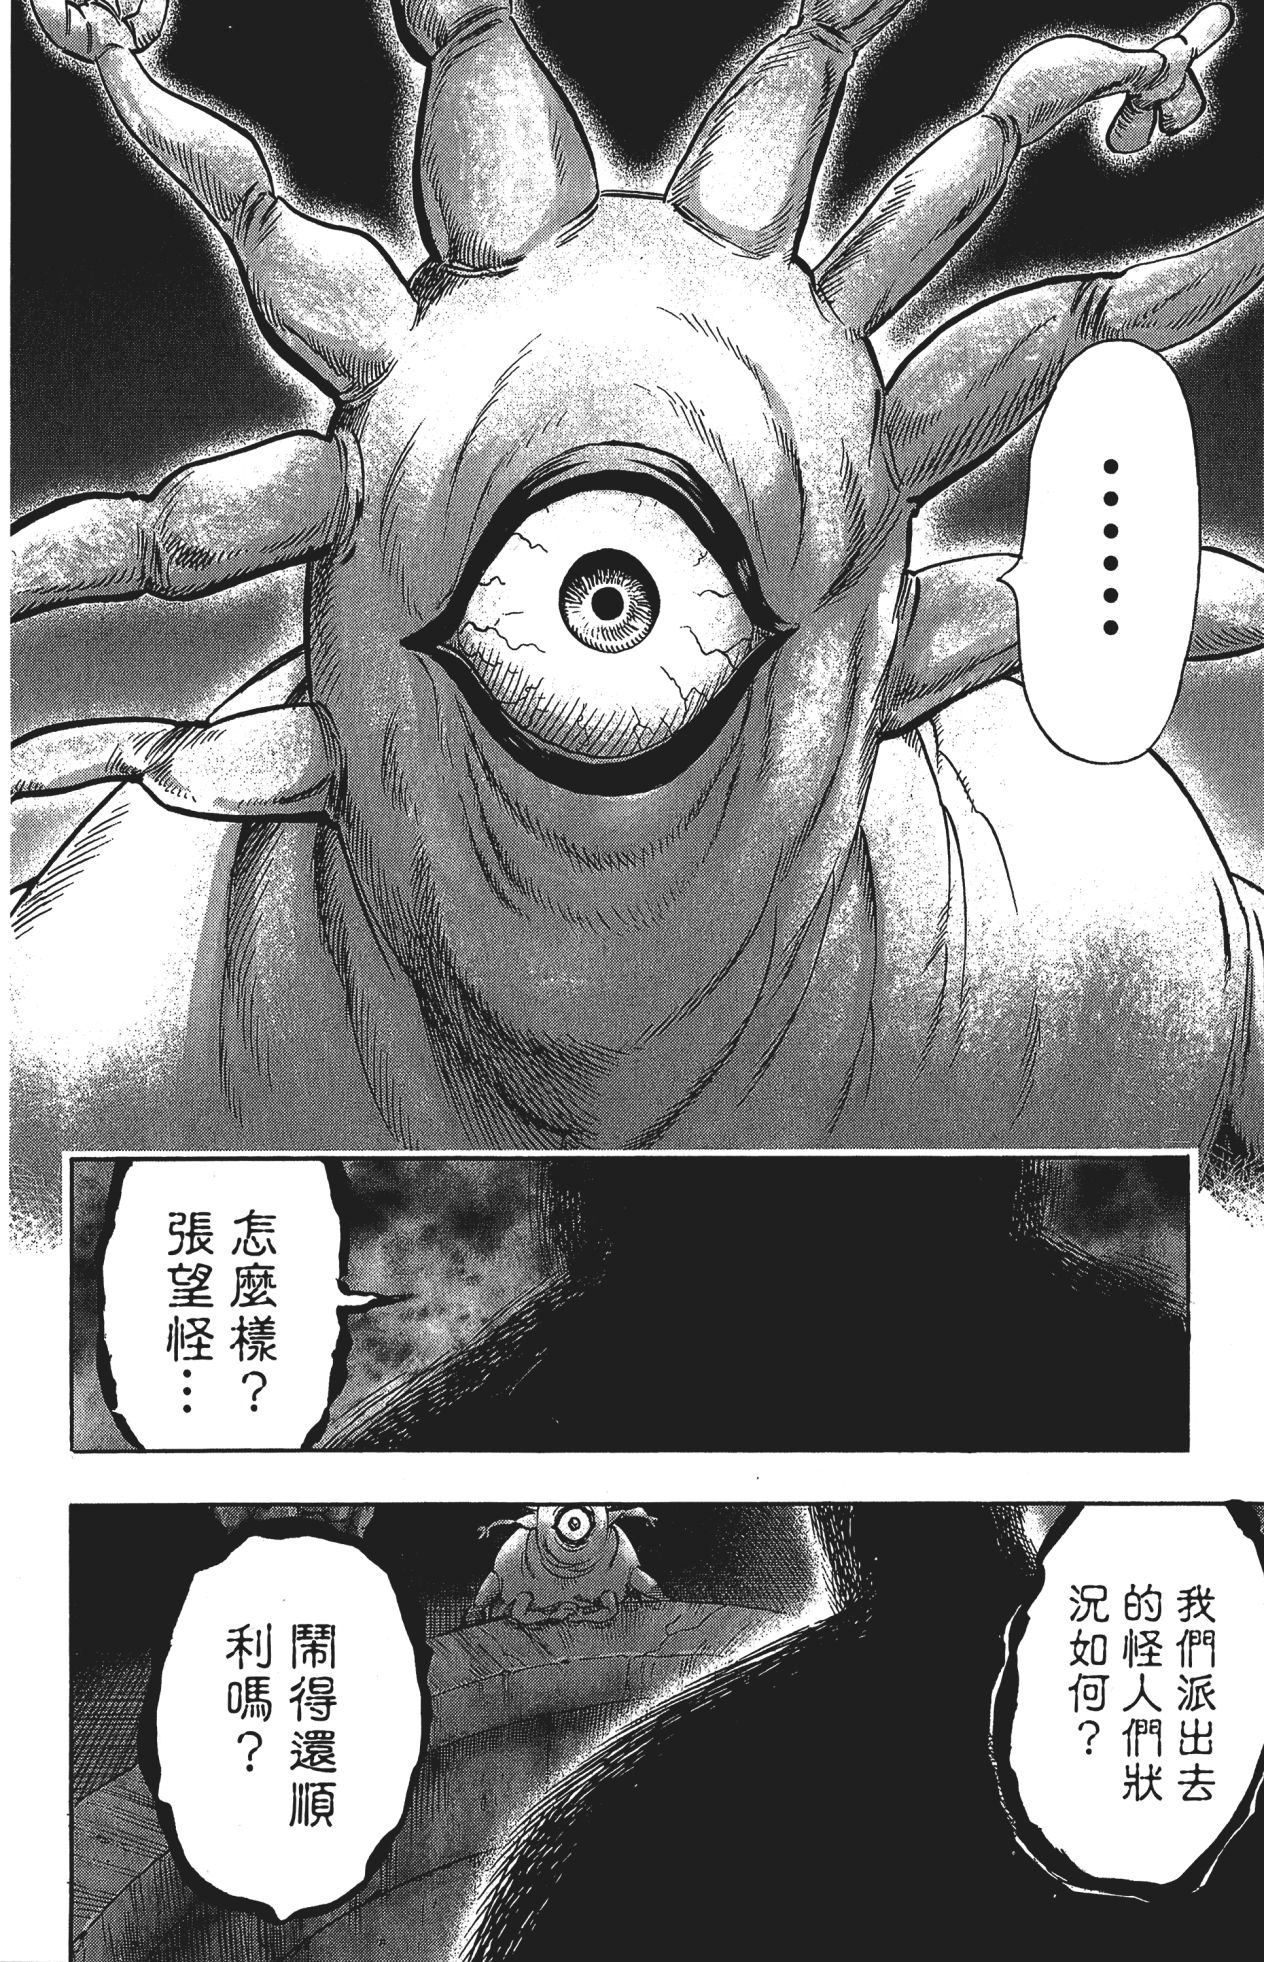 ……
怎麼樣？
張望怪…
我們派出去
的怪人們狀
況如何？
鬧得還順
利嗎？